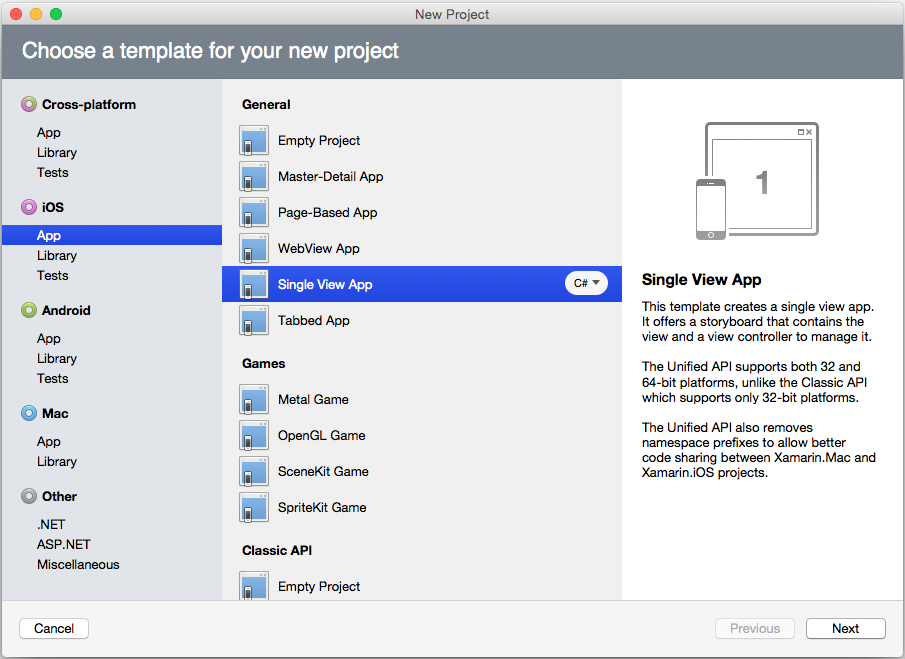 New Project
Choose a template for your new project
Cross-platform
App
Library
Tests
iOS
App
Library
Tests
Android
App
Library
Tests
Mac
App
Library
Other
.NET
ASP.NET
Miscellaneous
General
Empty Project
Master-Detail App
Page-Based App
WebView App
Single View App
C#
Tabbed App
Games
Metal Game
OpenGL Game
SceneKit Game
SpriteKit Game
Classic API
Empty Project
1
Single View App
This template creates a single view app.
It offers a storyboard that contains the
view and a view controller to manage it.
The Unified API supports both 32 and
64-bit platforms, unlike the Classic API
which supports only 32-bit platforms.
The Unified API also removes
namespace prefixes to allow better
code sharing between Xamarin.Mac and
Xamarin.iOS projects.
Cancel
Previous
Next